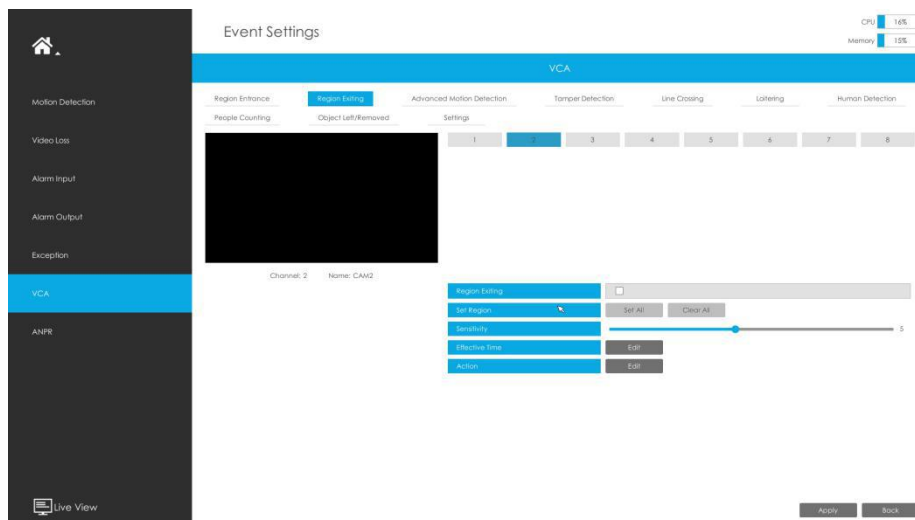 Event Settings
CPU 16%
Memory 15%
VCA
Motion Detection
Video Loss
Alarm Input
Alarm Output
Exception
VCA
ANPR
Live View
Region Entrance Region Exiting Advanced Motion Detection Tamper Detection Line Crossing Loitering Human Detection
People Counting Object Left/Removed Settings
1 2 3 4 5 6 7 8
Channel: 2 Name: CAM2
Region Exiting
Set Region Set All Clear All
Sensitivity 5
Effective Time Edit
Action Edit
Apply Back